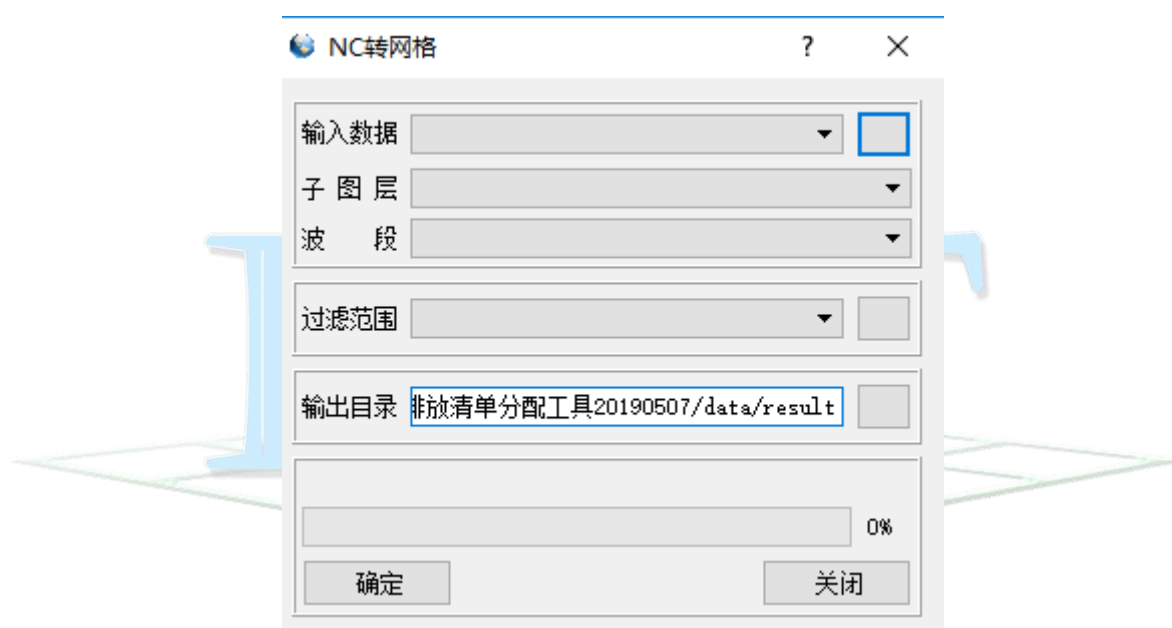 NC转网格 ? ×
输入数据
子 图 层
波 段
过滤范围
输出目录 非放清单分配工具20190507/data/result
0%
确定 关闭